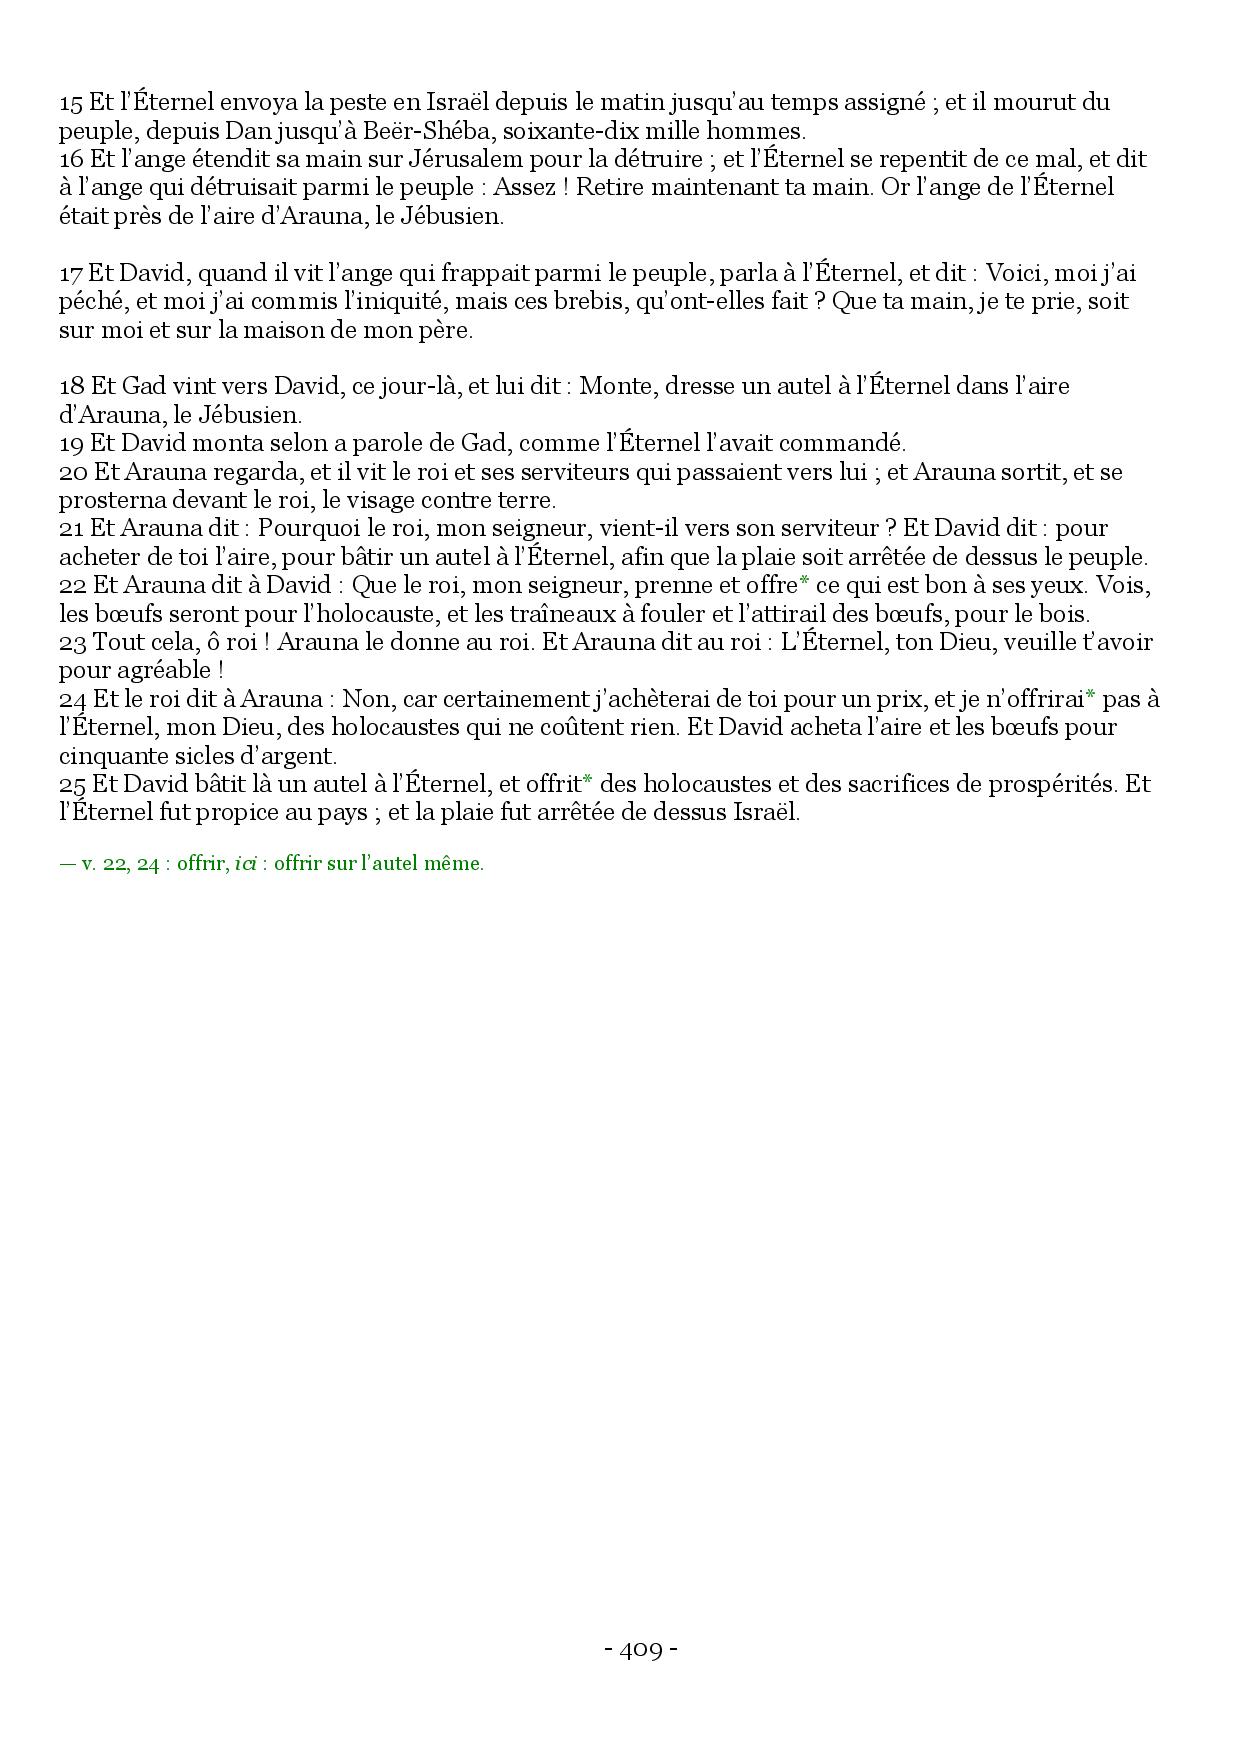 15 Et l’Éternel envoya la peste en Israël depuis le matin jusqu’au temps assigné ; et il mourut du
peuple, depuis Dan jusqu’à Beër-Shéba, soixante-dix mille hommes.
16 Et l’ange étendit sa main sur Jérusalem pour la détruire ; et l’Éternel se repentit de ce mal, et dit
à l’ange qui détruisait parmi le peuple : Assez ! Retire maintenant ta main. Or l’ange de l’Éternel
était près de l’aire d’Arauna, le Jébusien.
17 Et David, quand il vit l’ange qui frappait parmi le peuple, parla à l’Éternel, et dit : Voici, moi j’ai
péché, et moi j’ai commis l’iniquité, mais ces brebis, qu’ont-elles fait ? Que ta main, je te prie, soit
sur moi et sur la maison de mon père.
18 Et Gad vint vers David, ce jour-là, et lui dit : Monte, dresse un autel à l’Éternel dans l’aire
d’Arauna, le Jébusien.
19 Et David monta selon a parole de Gad, comme l’Éternel l’avait commandé.
20 Et Arauna regarda, et il vit le roi et ses serviteurs qui passaient vers lui ; et Arauna sortit, et se
prosterna devant le roi, le visage contre terre.
21 Et Arauna dit : Pourquoi le roi, mon seigneur, vient-il vers son serviteur ? Et David dit : pour
acheter de toi l’aire, pour bâtir un autel à l’Éternel, afin que la plaie soit arrêtée de dessus le peuple.
22 Et Arauna dit à David : Que le roi, mon seigneur, prenne et offre* ce qui est bon à ses yeux. Vois,
les bœufs seront pour l’holocauste, et les traîneaux à fouler et l’attirail des bœufs, pour le bois.
23 Tout cela, ô roi ! Arauna le donne au roi. Et Arauna dit au roi : L’Éternel, ton Dieu, veuille t’avoir
pour agréable !
24 Et le roi dit à Arauna : Non, car certainement j’achèterai de toi pour un prix, et je n’offrirai* pas à
l’Éternel, mon Dieu, des holocaustes qui ne coûtent rien. Et David acheta l’aire et les bœufs pour
cinquante sicles d’argent.
25 Et David bâtit là un autel à l’Éternel, et offrit* des holocaustes et des sacrifices de prospérités. Et
l’Éternel fut propice au pays ; et la plaie fut arrêtée de dessus Israël.
— v. 22, 24 : offrir, ici : offrir sur l’autel même.
- 409 -